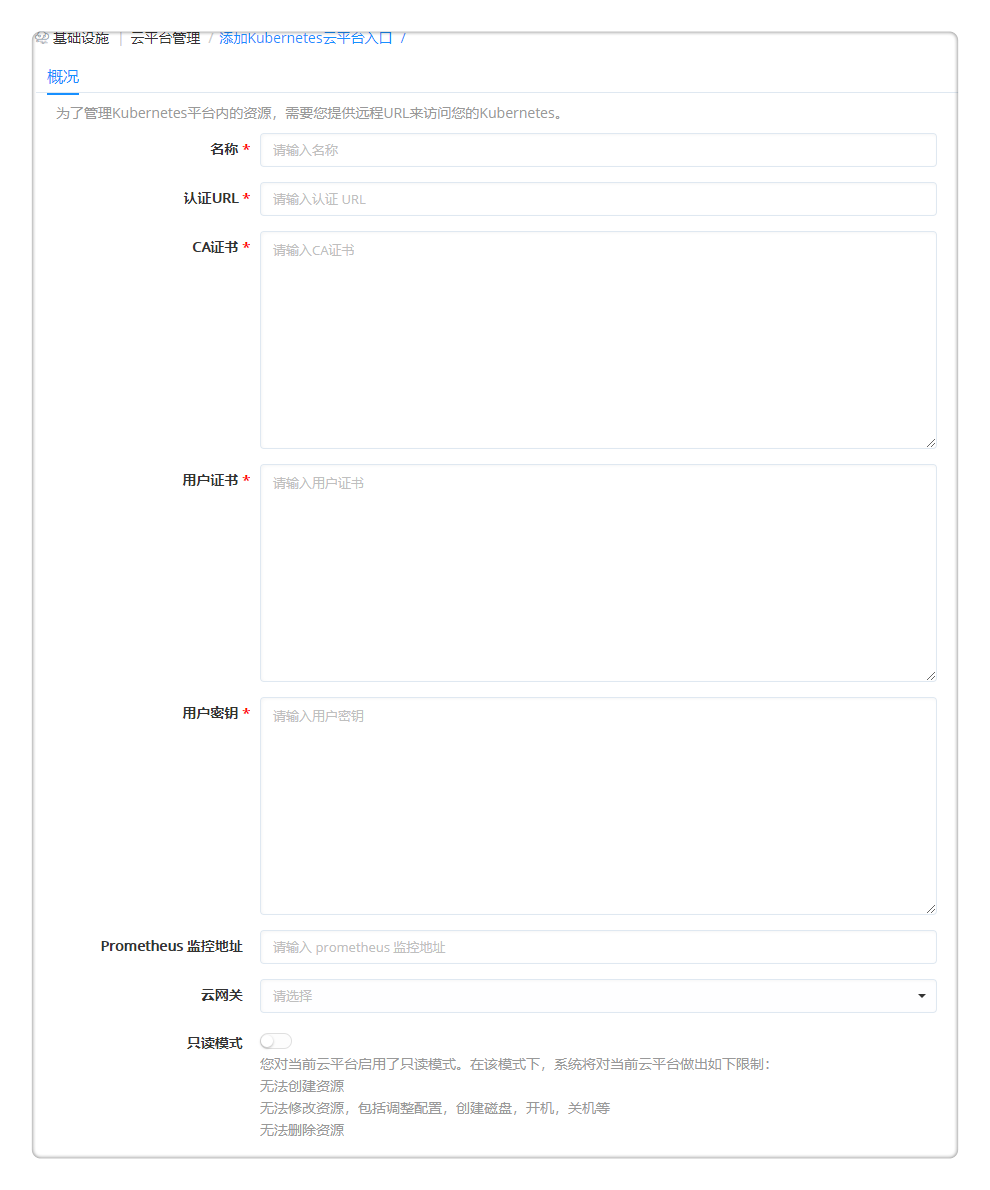 基础设施 | 云平台管理 / 添加Kubernetes云平台入口 /
概况
为了管理Kubernetes平台内的资源，需要您提供远程URL来访问您的Kubernetes。
名称 * 请输入名称
认证URL * 请输入认证 URL
CA证书 * 请输入CA证书
用户证书 * 请输入用户证书
用户密钥 * 请输入用户密钥
Prometheus 监控地址 请输入 prometheus 监控地址
云网关 请选择
只读模式
您对当前云平台启用了只读模式。在该模式下，系统将对当前云平台做出如下限制：
无法创建资源
无法修改资源，包括调整配置，创建磁盘，开机，关机等
无法删除资源